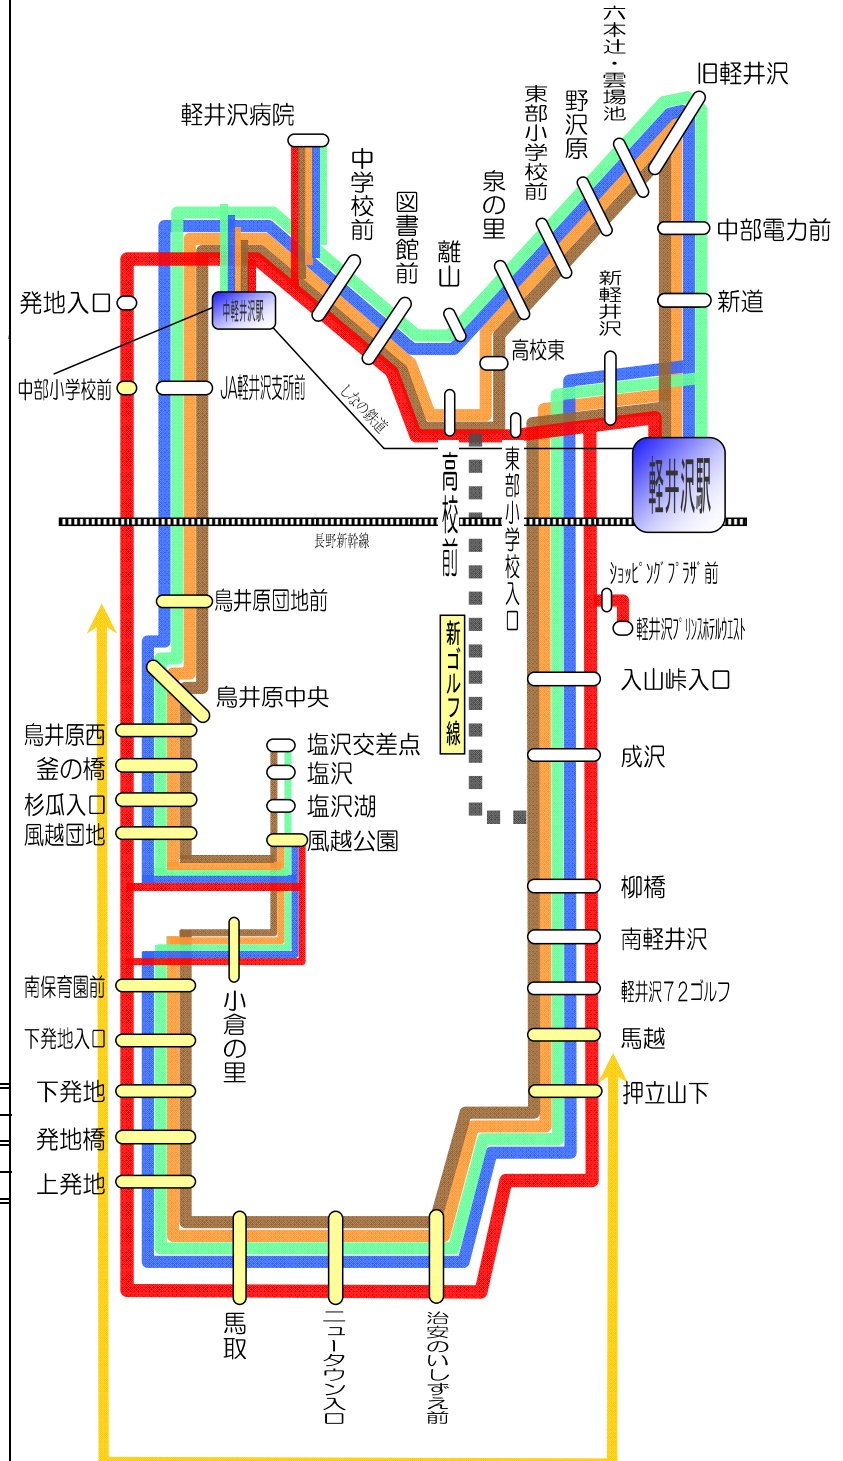 六本辻・雲場池
旧軽井沢
軽井沢病院
東部小学校前
野沢原
中学校前
泉の里
図書館前
離山
中部電力前
新軽井沢
発地入口
中軽井沢駅
新道
高校東
中部小学校前
JA軽井沢支所前
しなの鉄道
高校前
東部小学校入口
軽井沢駅
長野新幹線
ｼｮｯﾋﾟﾝｸﾞﾌﾟﾗｻﾞ前
鳥井原団地前
新ゴルフ線
軽井沢ﾌﾟﾘﾝｽﾎﾃﾙｳｴｽﾄ
入山峠入口
鳥井原中央
鳥井原西
塩沢交差点
成沢
釜の橋
塩沢
杉瓜入口
塩沢湖
風越団地
風越公園
柳橋
南軽井沢
南保育園前
小倉の里
軽井沢７２ゴルフ
下発地入口
馬越
下発地
押立山下
発地橋
上発地
馬取
ニュータウン入口
治安のいしずえ前